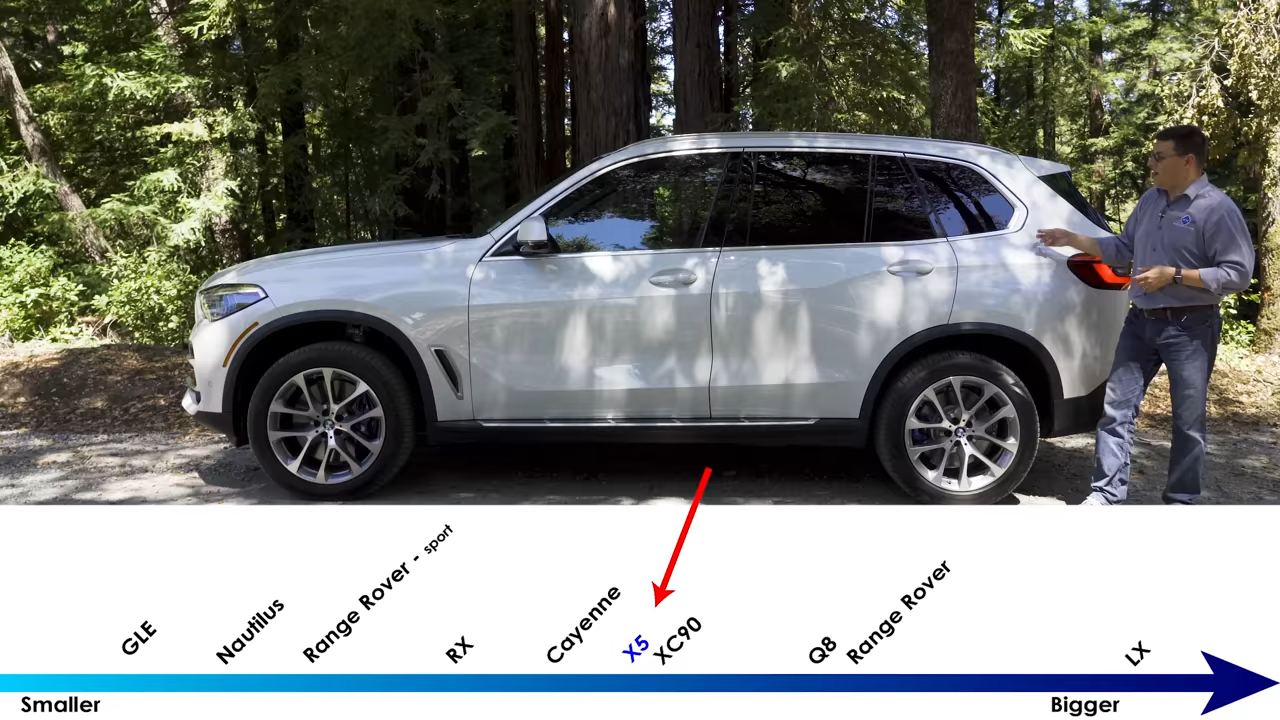 GLE
Nautilus
Range Rover - sport
RX
Cayenne
X5
XC90
Q8
Range Rover
LX
Smaller
Bigger